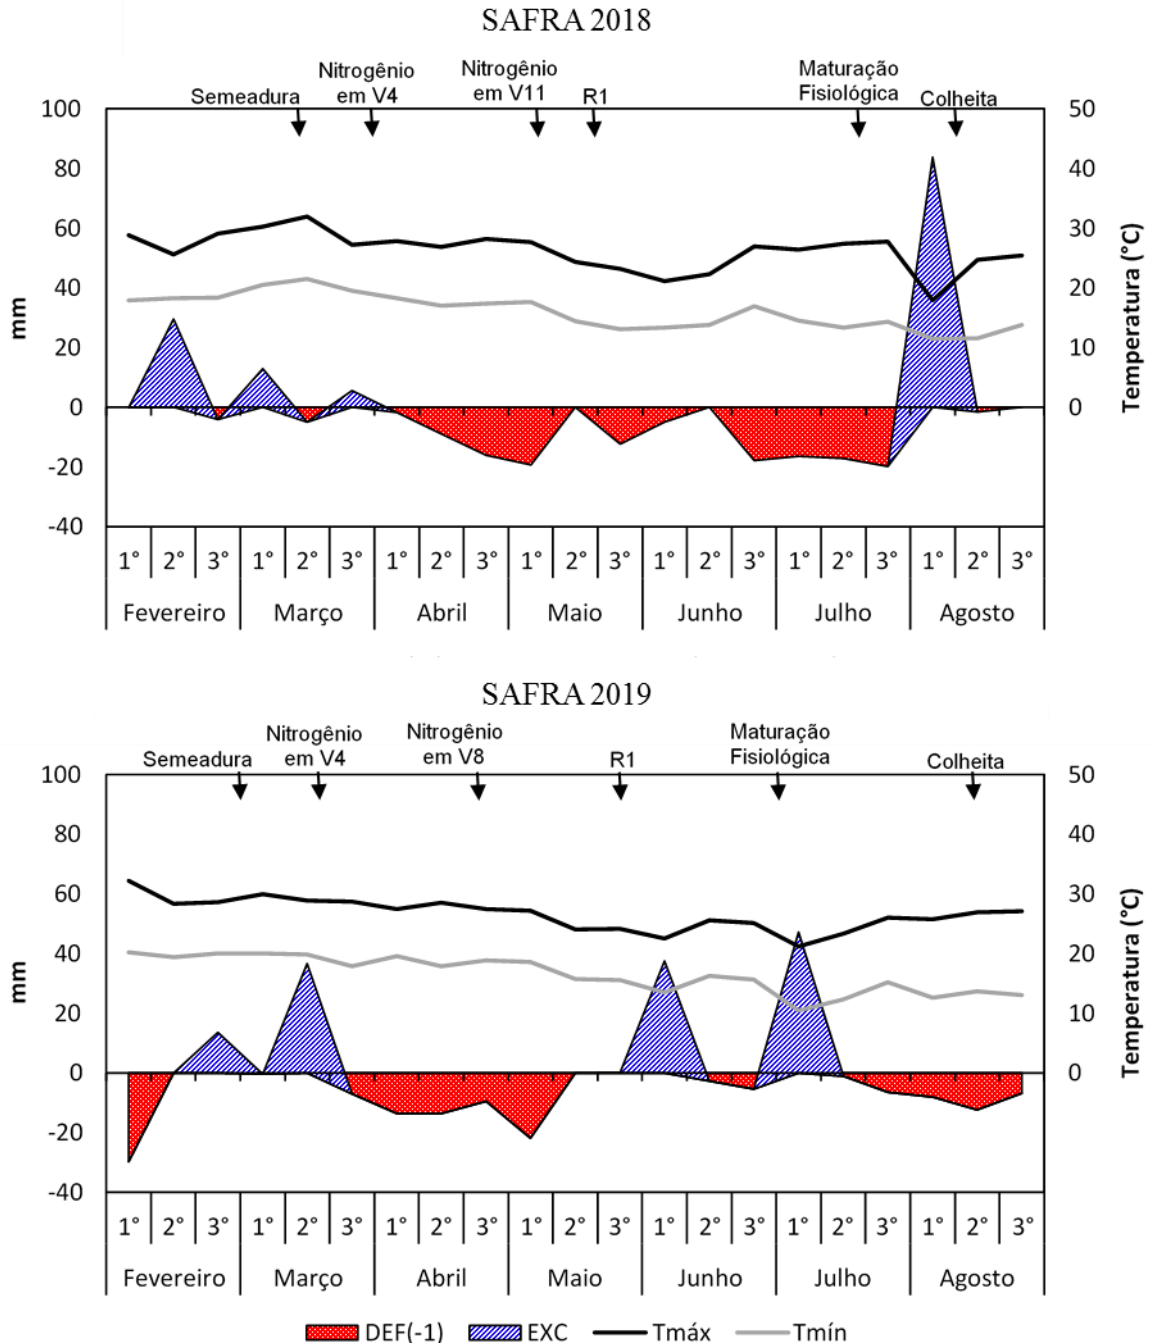 SAFRA 2018
Nitrogênio
em V4
Nitrogênio
em V11
Maturação
Fisiológica
Semeadura
R1
Colheita
100
80
60
40
20
0
-20
-40
mm
50
40
30
20
10
0
Temperatura (°C)
1° 2° 3° 1° 2° 3° 1° 2° 3° 1° 2° 3° 1° 2° 3° 1° 2° 3° 1° 2° 3°
Fevereiro Março Abril Maio Junho Julho Agosto
SAFRA 2019
Nitrogênio
em V4
Nitrogênio
em V8
Maturação
Fisiológica
Semeadura
R1
Colheita
100
80
60
40
20
0
-20
-40
mm
50
40
30
20
10
0
Temperatura (°C)
1° 2° 3° 1° 2° 3° 1° 2° 3° 1° 2° 3° 1° 2° 3° 1° 2° 3° 1° 2° 3°
Fevereiro Março Abril Maio Junho Julho Agosto
DEF(-1) EXC Tmáx Tmín